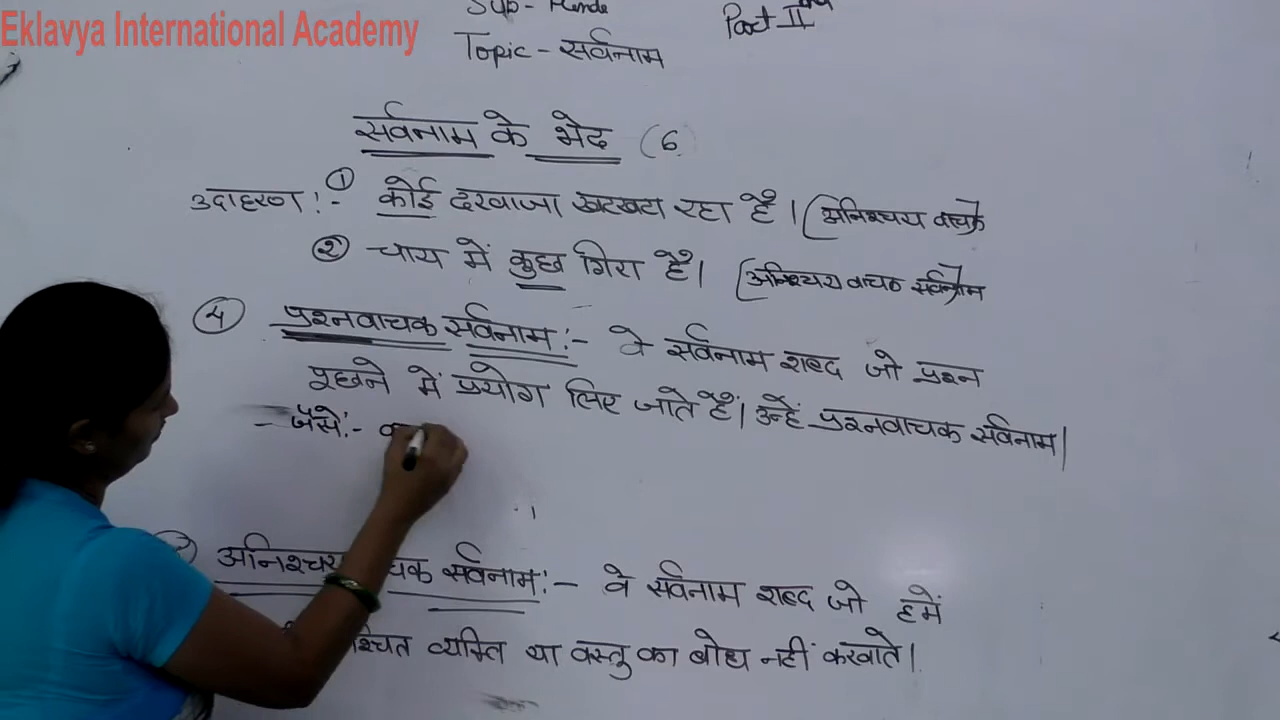 Eklavya International Academy
Sub-
Part II
Topic - सर्वनाम
सर्वनाम के भेद (6
उदाहरण :- ① कोई दरवाजा खटखटा रहा है। (अनिश्चय वाचक
② चाय में कुछ गिरा है। (अनिश्चय वाचक सर्वनाम
④ प्रश्नवाचक सर्वनाम :- वे सर्वनाम शब्द जो प्रश्न
पूछने में प्रयोग लिए जाते हैं। उन्हें प्रश्नवाचक सर्वनाम।
- जैसे:-
सर्वनाम :- वे सर्वनाम शब्द जो हमें
व्यक्ति या वस्तु का बोध नहीं करवाते।